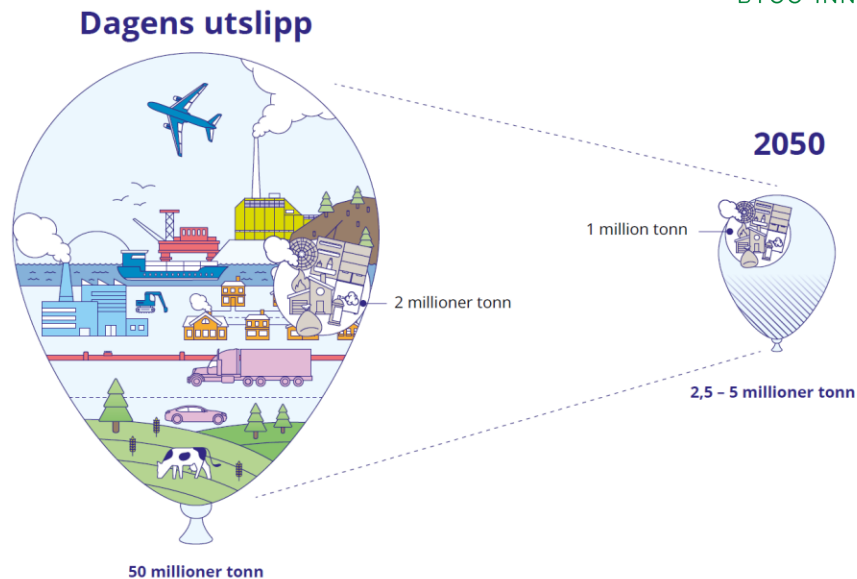 Dagens utslipp
2050
1 million tonn
2 millioner tonn
2,5 – 5 millioner tonn
50 millioner tonn